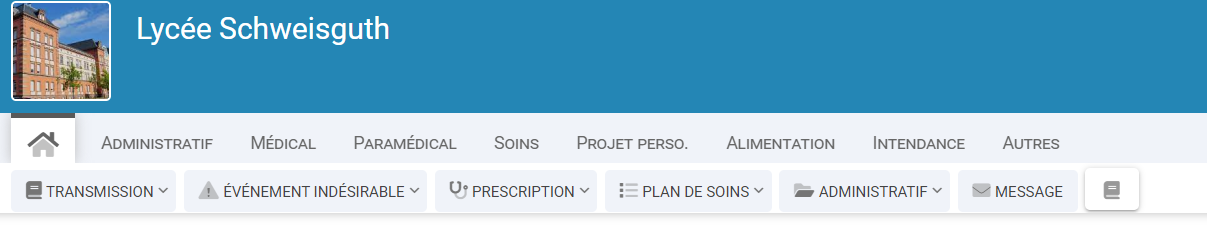 Lycée Schweisguth
Administratif Médical Paramédical Soins Projet perso. Alimentation Intendance Autres
TRANSMISSION ÉVÉNEMENT INDÉSIRABLE PRESCRIPTION PLAN DE SOINS ADMINISTRATIF MESSAGE